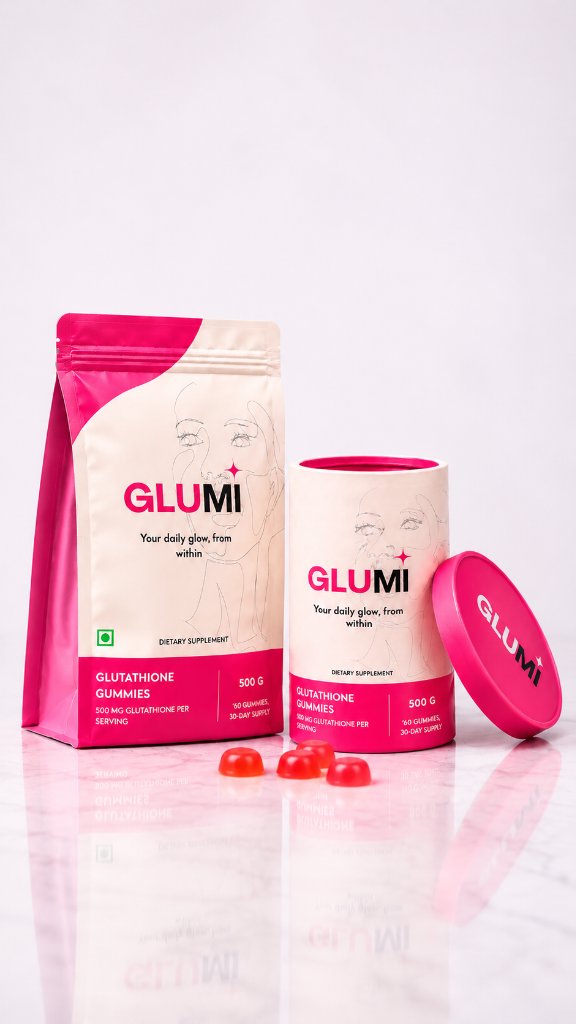 GLUMI
Your daily glow, from
within
DIETARY SUPPLEMENT
GLUTATHIONE
GUMMIES
500 MG GLUTATHIONE PER
SERVING
500 G
'60 GUMMIES,
30-DAY SUPPLY
GLUMI
Your daily glow, from
within
DIETARY SUPPLEMENT
GLUTATHIONE
GUMMIES
500 MG GLUTATHIONE PER
SERVING
500 G
'60 GUMMIES,
30-DAY SUPPLY
GLUMI